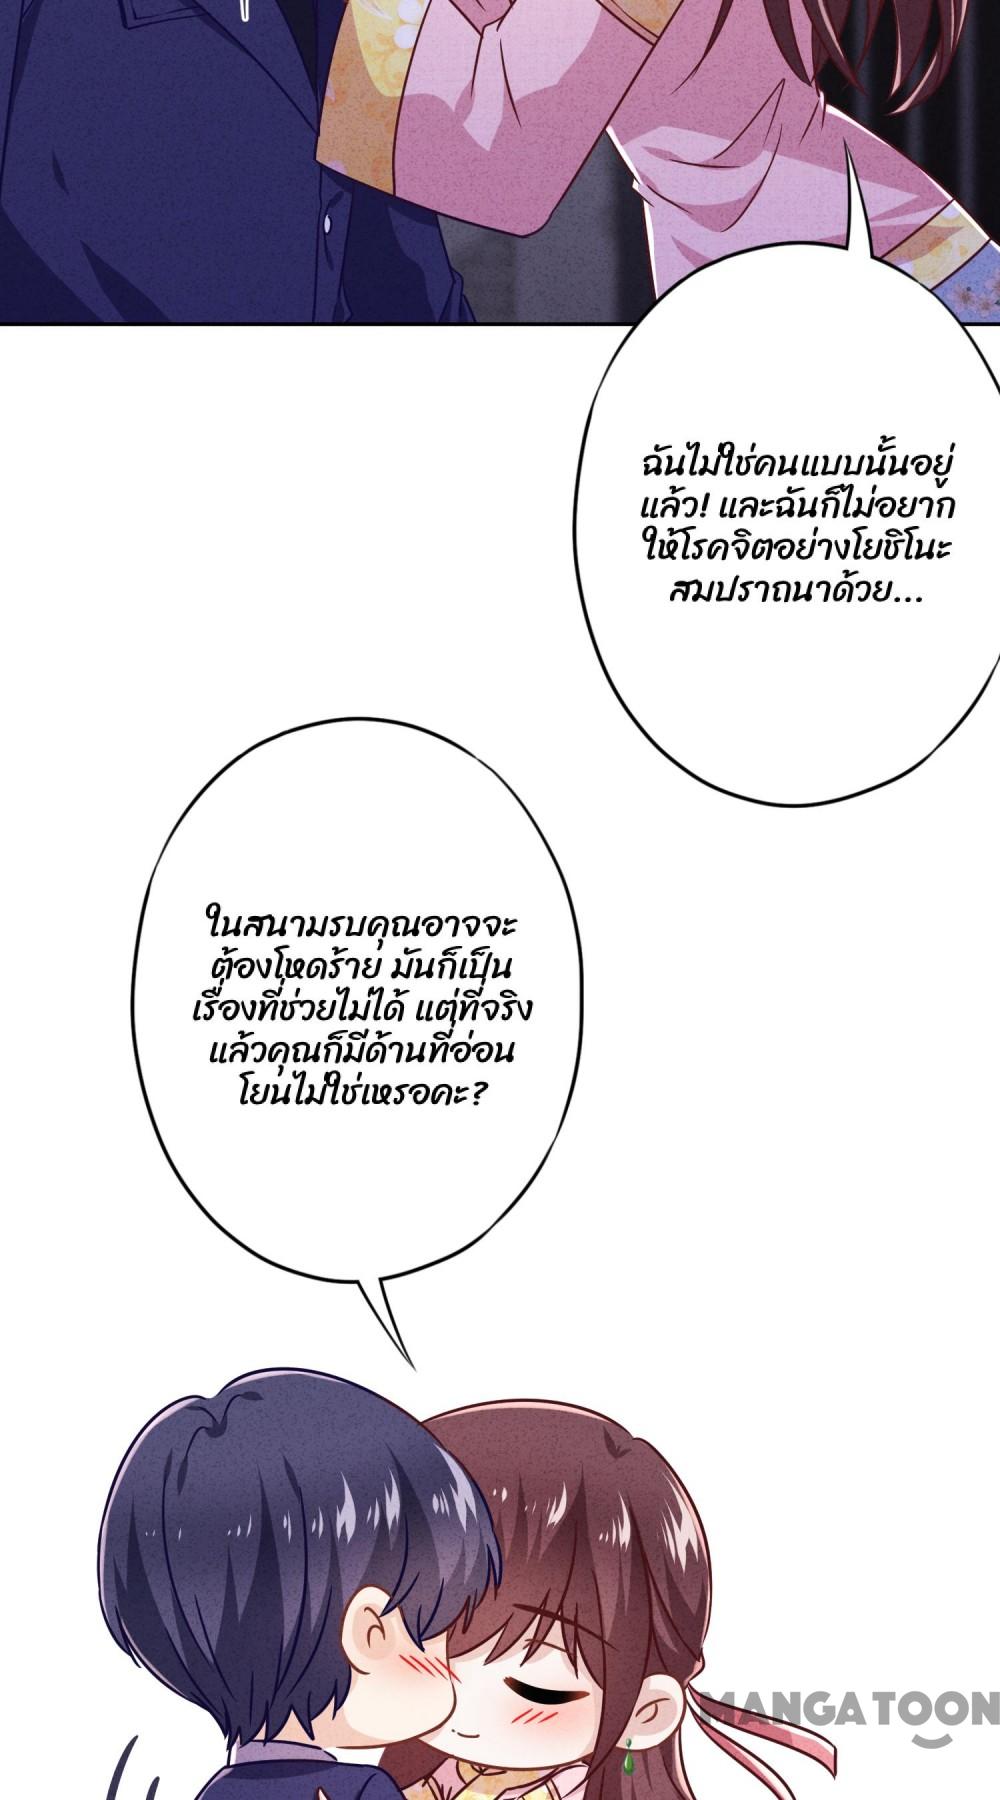 ฉันไม่ใช่คนแบบนั้นอยู่
แล้ว! และฉันก็ไม่อยาก
ให้โรคจิตอย่างโยชิโนะ
สมปราถนาด้วย...
ในสนามรบคุณอาจจะ
ต้องโหดร้าย มันก็เป็น
เรื่องที่ช่วยไม่ได้ แต่ที่จริง
แล้วคุณก็มีด้านที่อ่อน
โยนไม่ใช่เหรอคะ?
MANGATOON